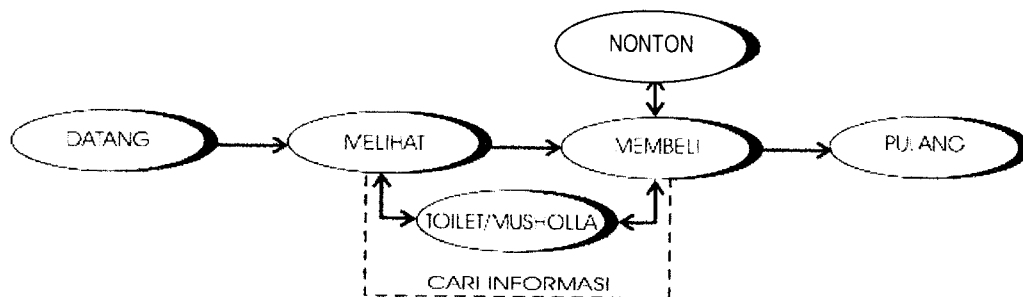 NONTON
DATANG
MELIHAT
MEMBELI
PULANG
TOILET/MUSHOLLA
CARI INFORMASI